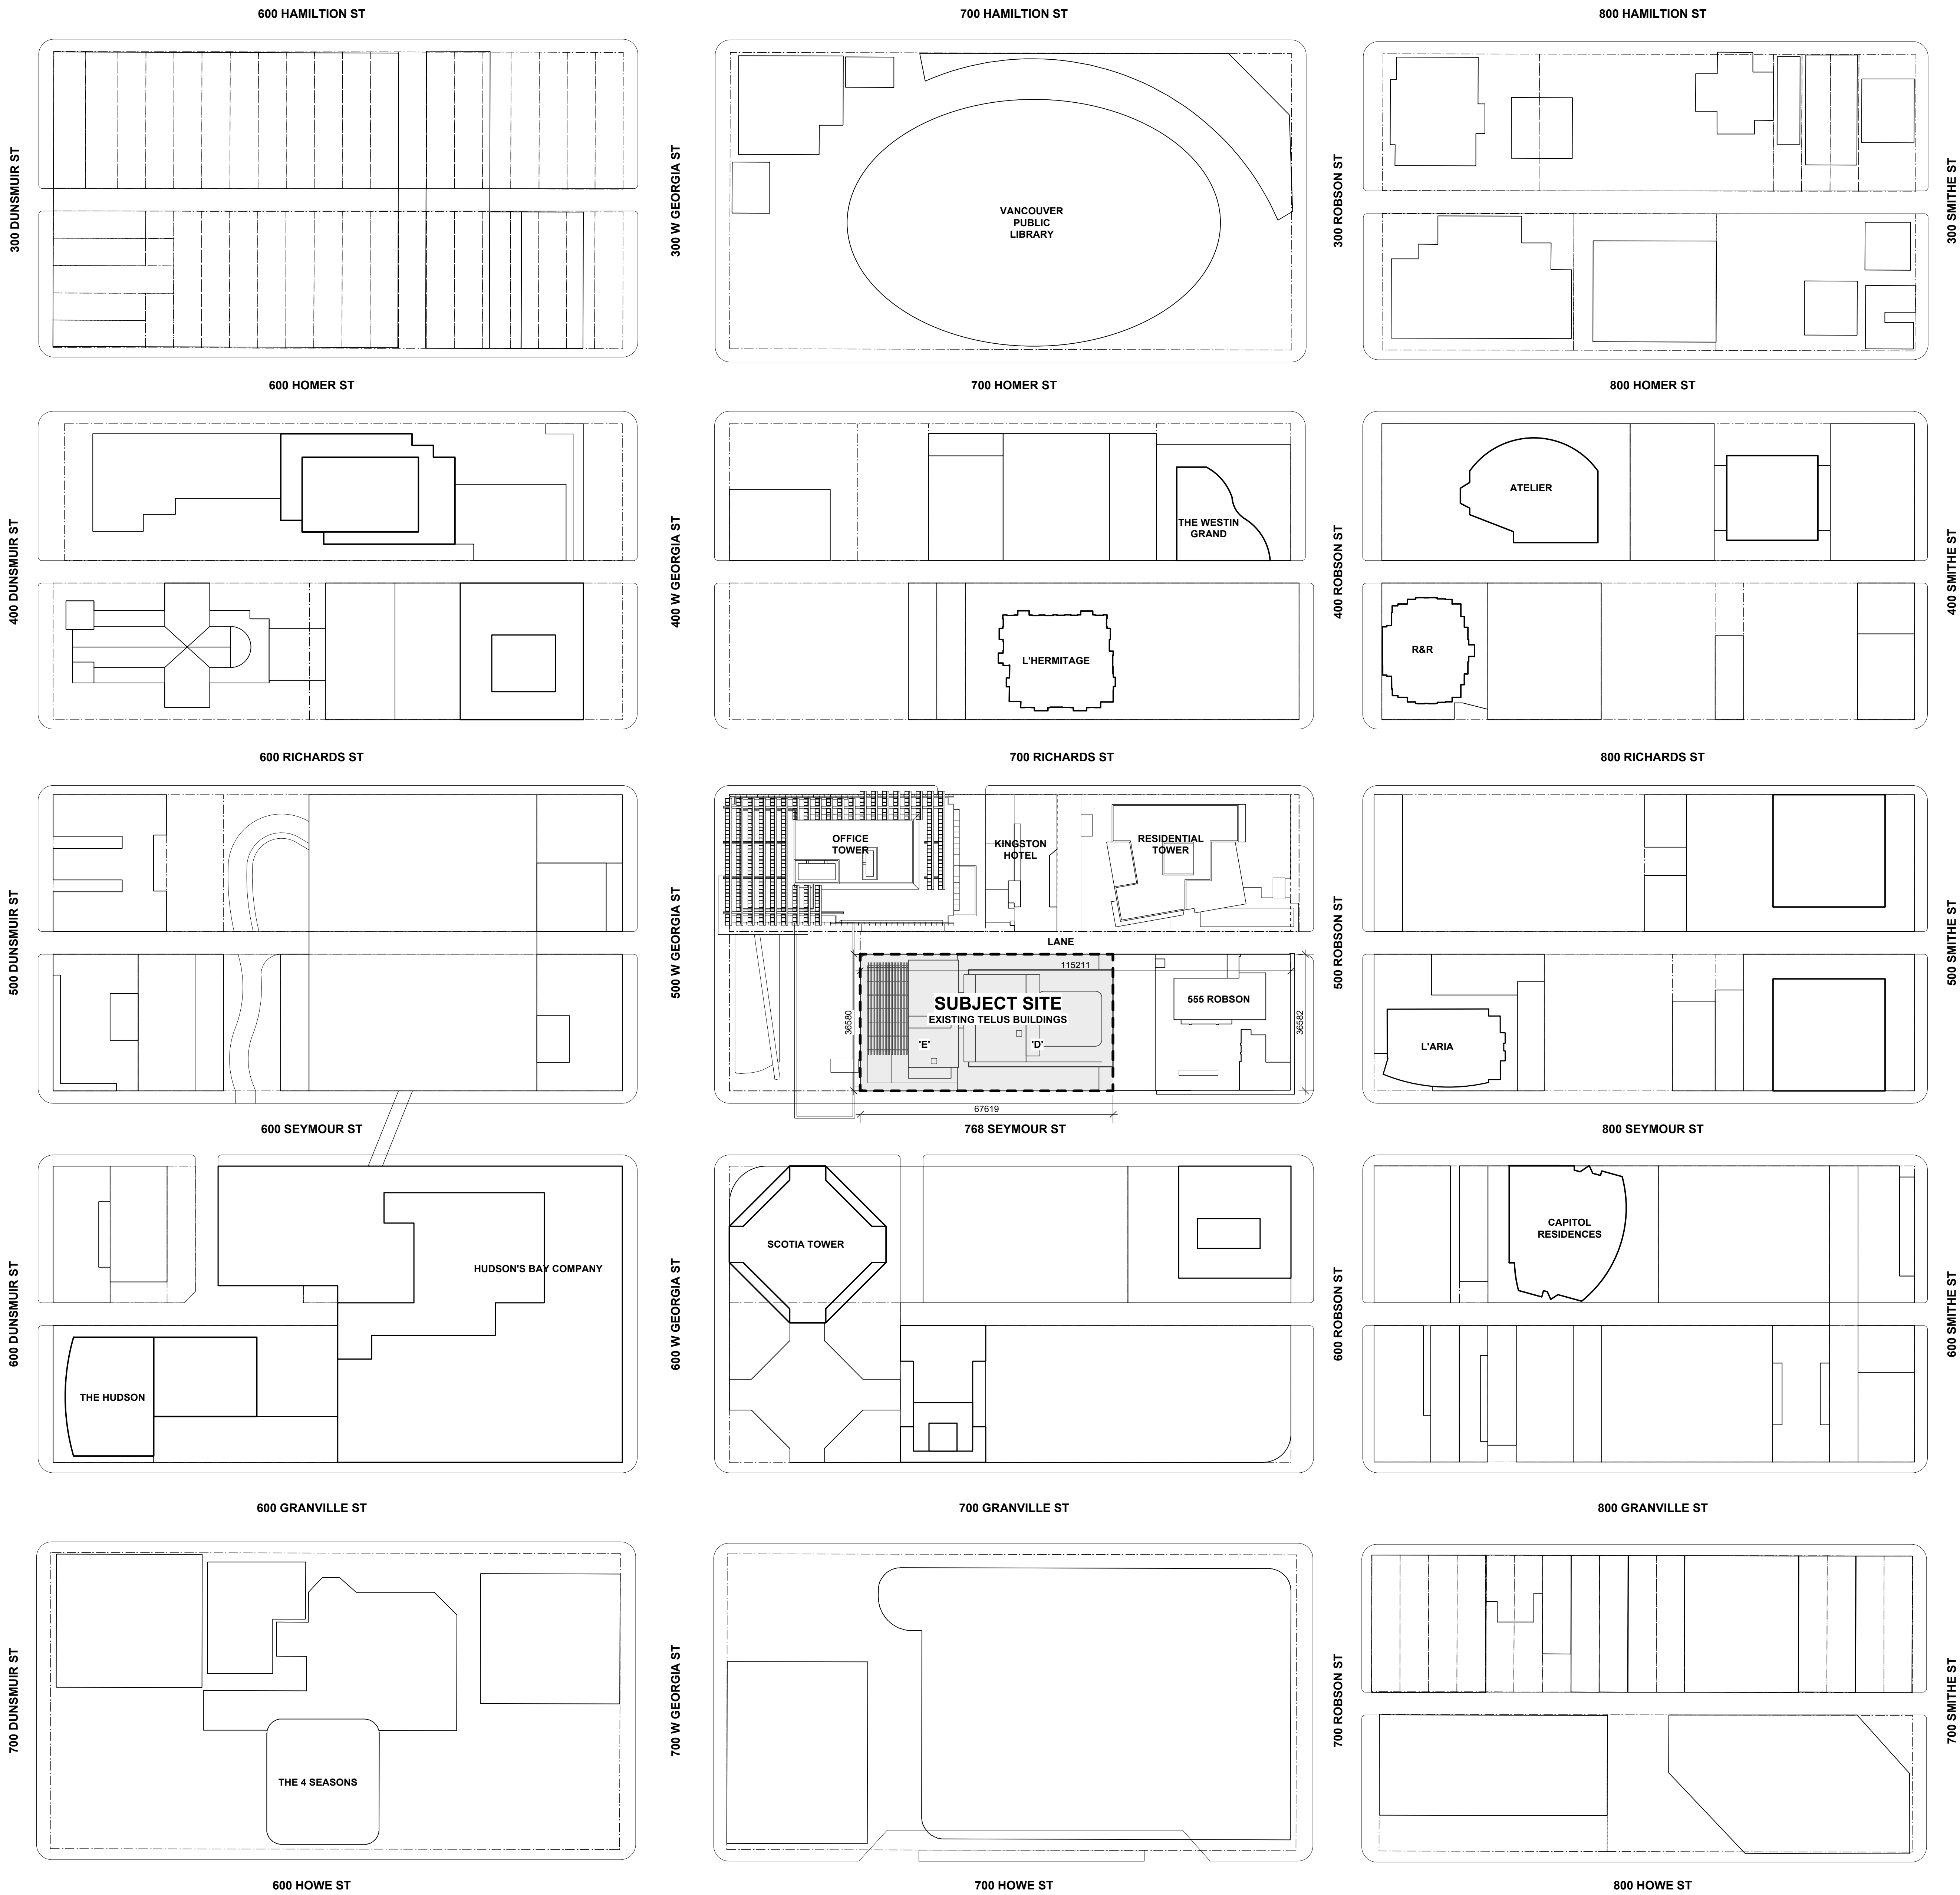 600 HAMILTION ST
700 HAMILTION ST
800 HAMILTION ST
300 DUNSMUIR ST
300 W GEORGIA ST
VANCOUVER
PUBLIC
LIBRARY
300 ROBSON ST
300 SMITHE ST
600 HOMER ST
700 HOMER ST
800 HOMER ST
400 DUNSMUIR ST
400 W GEORGIA ST
THE WESTIN
GRAND
L'HERMITAGE
400 ROBSON ST
ATELIER
R&R
400 SMITHE ST
600 RICHARDS ST
700 RICHARDS ST
800 RICHARDS ST
500 DUNSMUIR ST
500 W GEORGIA ST
OFFICE
TOWER
KINGSTON
HOTEL
RESIDENTIAL
TOWER
LANE
115211
SUBJECT SITE
EXISTING TELUS BUILDINGS
'E'
'D'
36580
555 ROBSON
36582
67619
500 ROBSON ST
L'ARIA
500 SMITHE ST
600 SEYMOUR ST
768 SEYMOUR ST
800 SEYMOUR ST
600 DUNSMUIR ST
HUDSON'S BAY COMPANY
THE HUDSON
600 W GEORGIA ST
SCOTIA TOWER
600 ROBSON ST
CAPITOL
RESIDENCES
600 SMITHE ST
600 GRANVILLE ST
700 GRANVILLE ST
800 GRANVILLE ST
700 DUNSMUIR ST
THE 4 SEASONS
700 W GEORGIA ST
700 ROBSON ST
700 SMITHE ST
600 HOWE ST
700 HOWE ST
800 HOWE ST